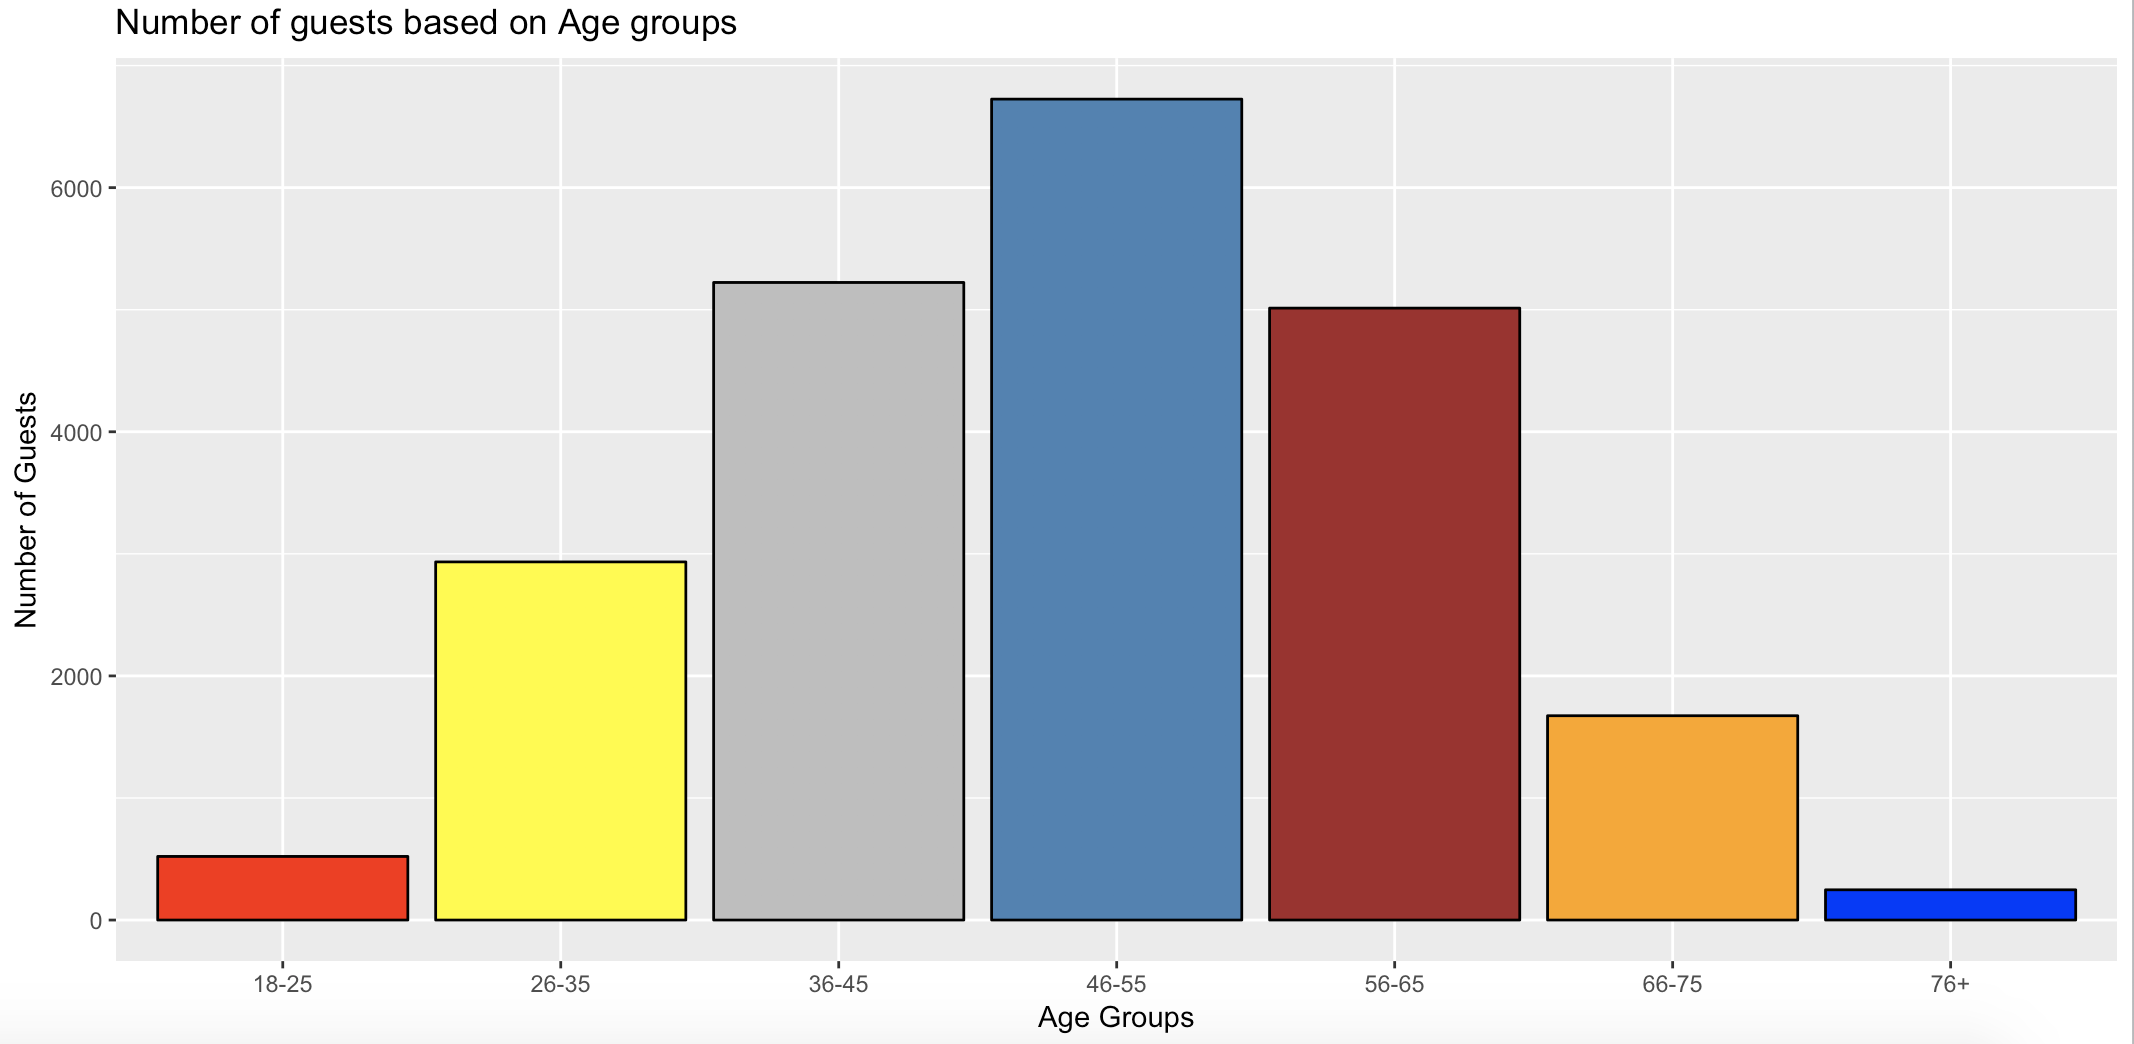 Number of guests based on Age groups
Number of Guests
6000
4000
2000
0
18-25 26-35 36-45 46-55 56-65 66-75 76+
Age Groups